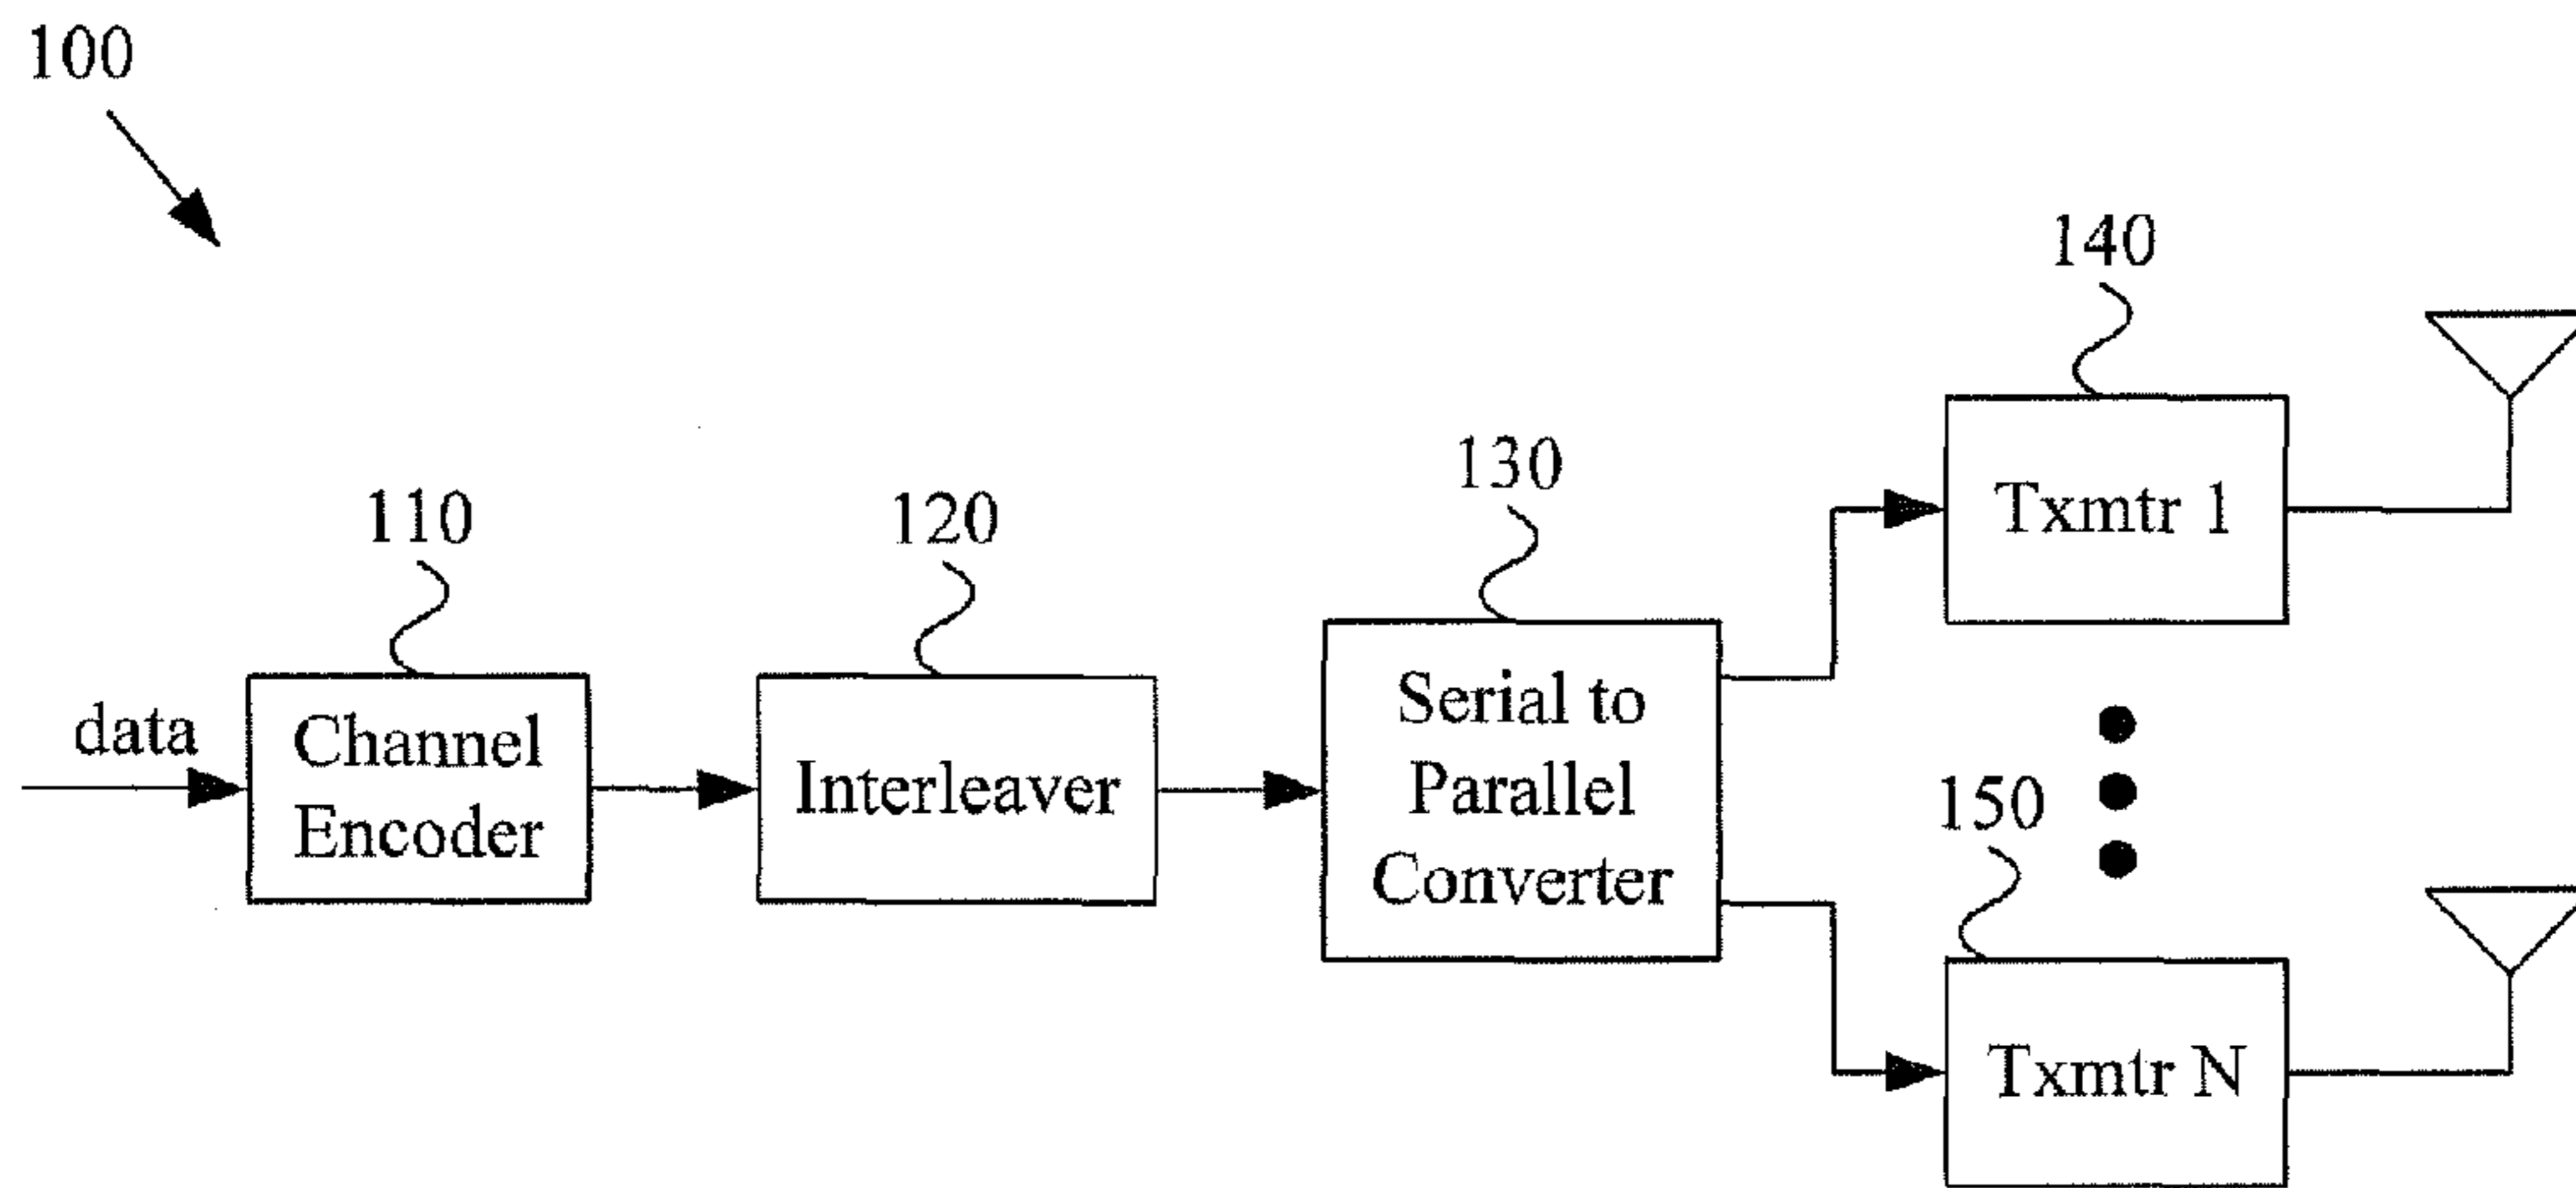 100
140
130
110
120
Txmtr 1
data
Channel
Encoder
Interleaver
Serial to
Parallel
Converter
150
Txmtr N